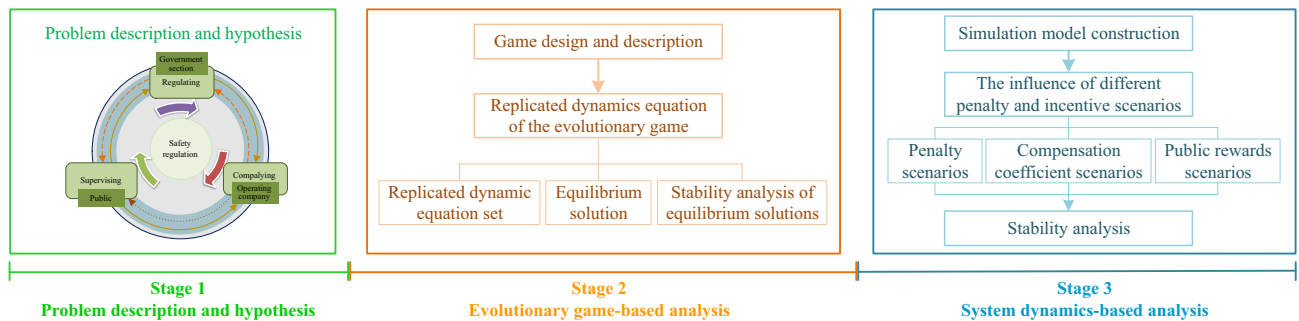 Problem description and hypothesis
Government
section
Regulating
Safety
regulation
Supervising
Public
Compalying
Operating
company
Game design and description
Replicated dynamics equation
of the evolutionary game
Replicated dynamic
equation set
Equilibrium
solution
Stability analysis of
equilibrium solutions
Simulation model construction
The influence of different
penalty and incentive scenarios
Penalty
scenarios
Compensation
coefficient scenarios
Public rewards
scenarios
Stability analysis
Stage 1
Problem description and hypothesis
Stage 2
Evolutionary game-based analysis
Stage 3
System dynamics-based analysis